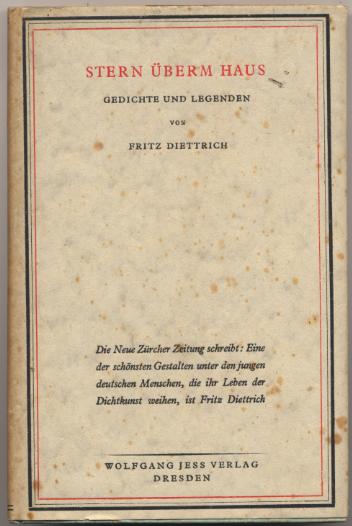 STERN ÜBERM HAUS
GEDICHTE UND LEGENDEN
VON
FRITZ DIETTRICH
Die Neue Zürcher Zeitung schreibt: Eine
der schönsten Gestalten unter den jungen
deutschen Menschen, die ihr Leben der
Dichtkunst weihen, ist Fritz Diettrich
WOLFGANG JESS VERLAG
DRESDEN